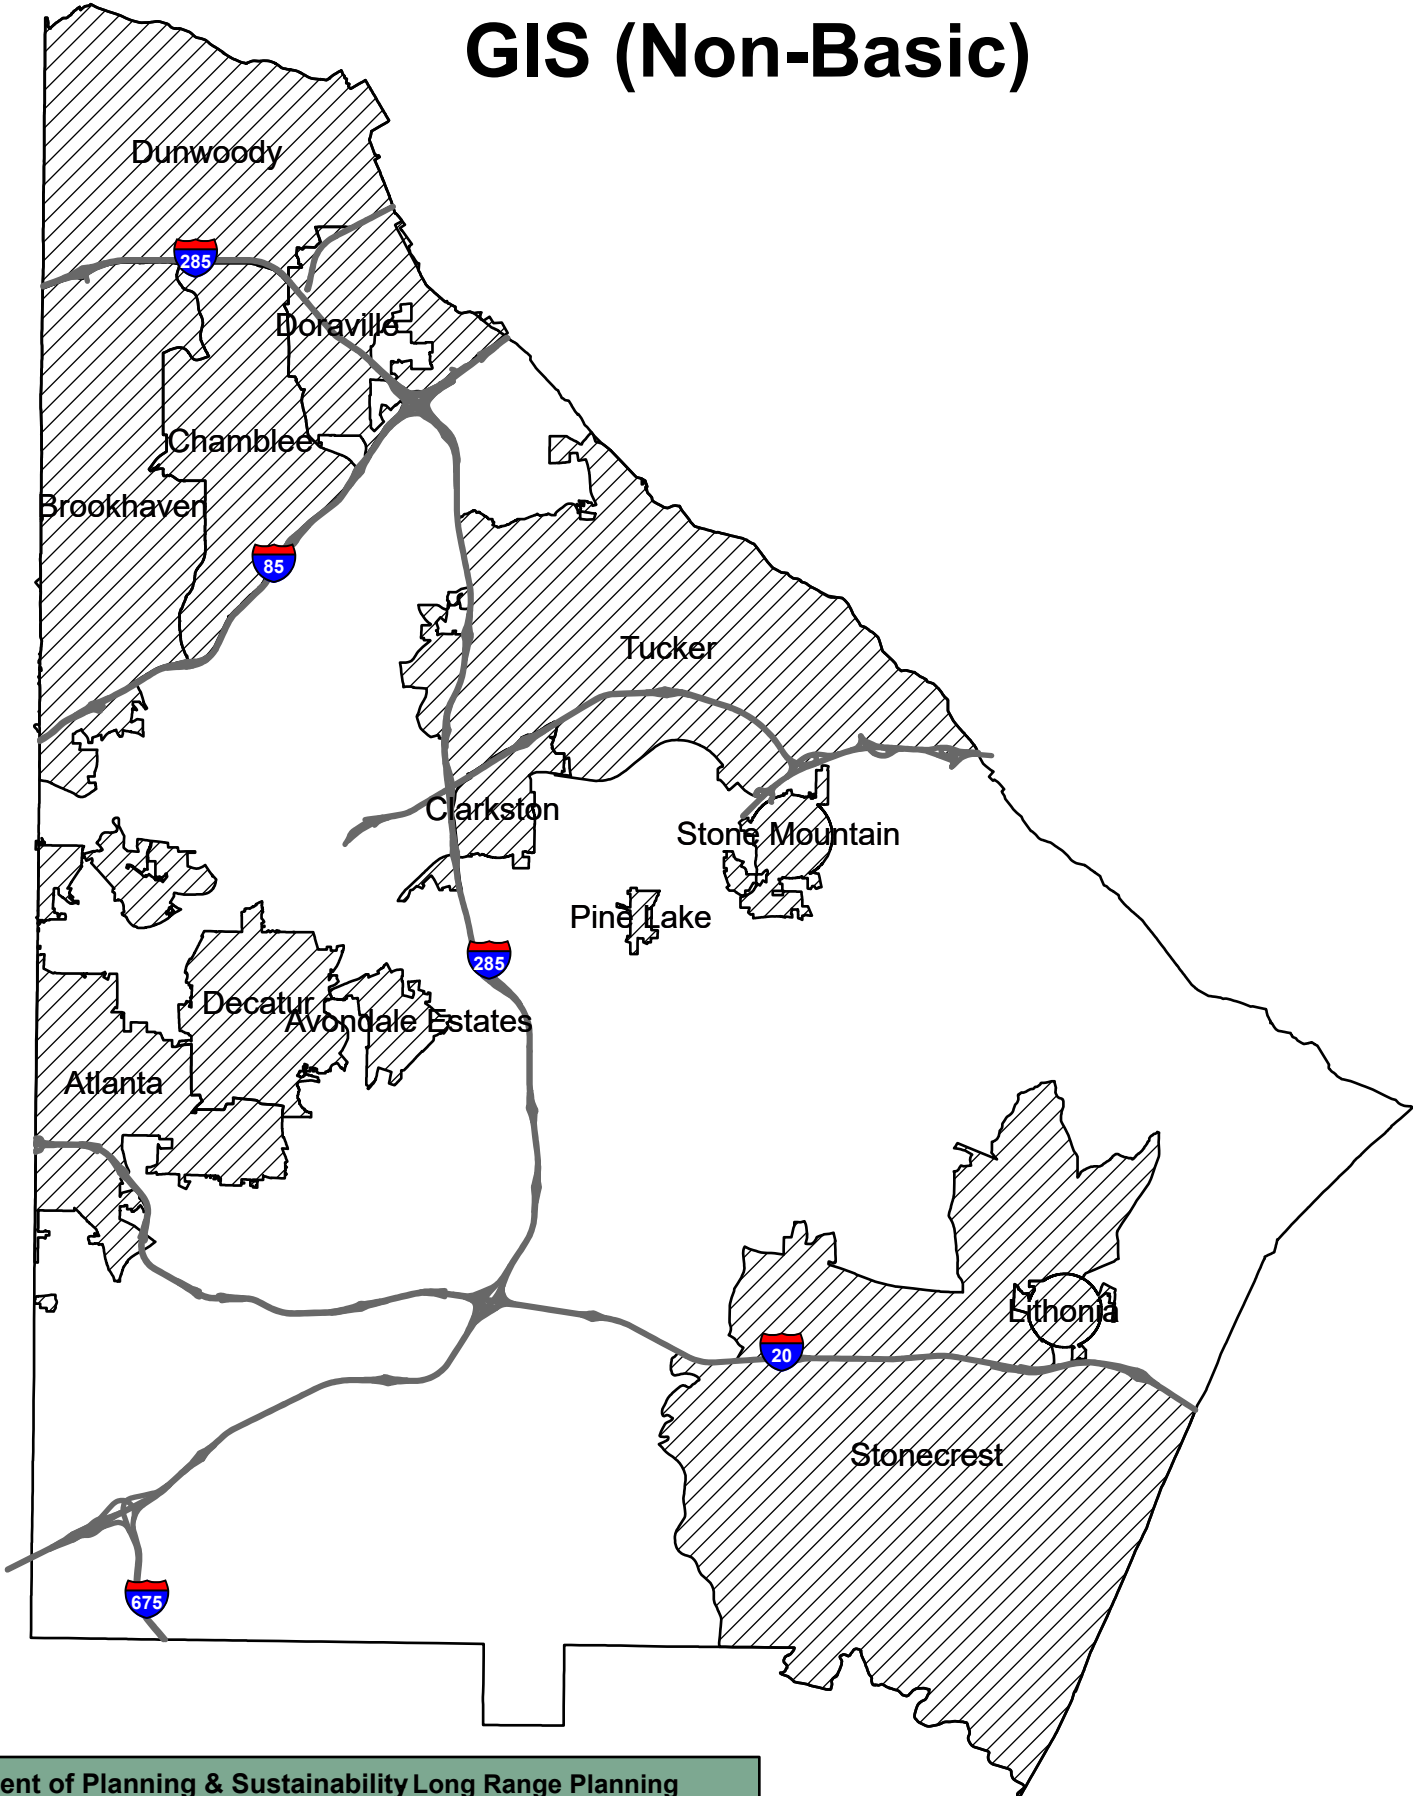 GIS (Non-Basic)
Dunwoody
285
Doraville
Chamblee
Brookhaven
85
Tucker
Clarkston
Stone Mountain
Pine Lake
285
Decatur
Avondale Estates
Atlanta
Lithonia
20
Stonecrest
675
ent of Planning & Sustainability Long Range Planning